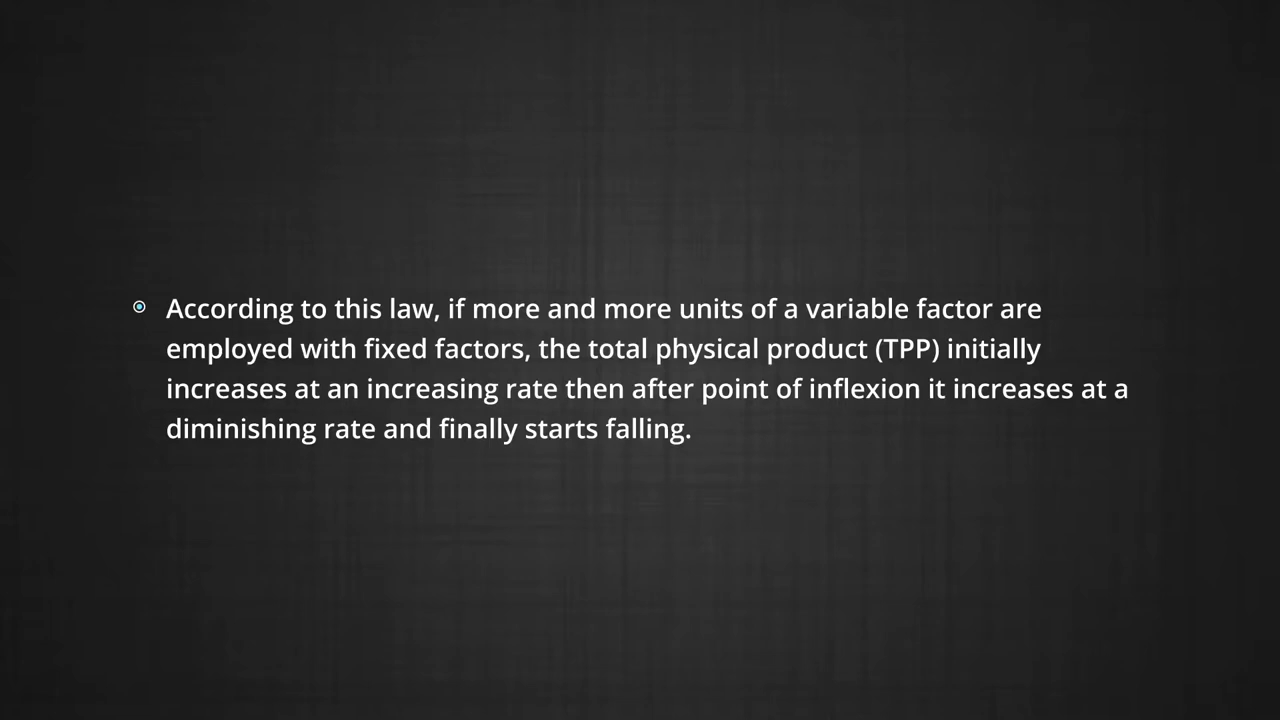 According to this law, if more and more units of a variable factor are
employed with fixed factors, the total physical product (TPP) initially
increases at an increasing rate then after point of inflexion it increases at a
diminishing rate and finally starts falling.